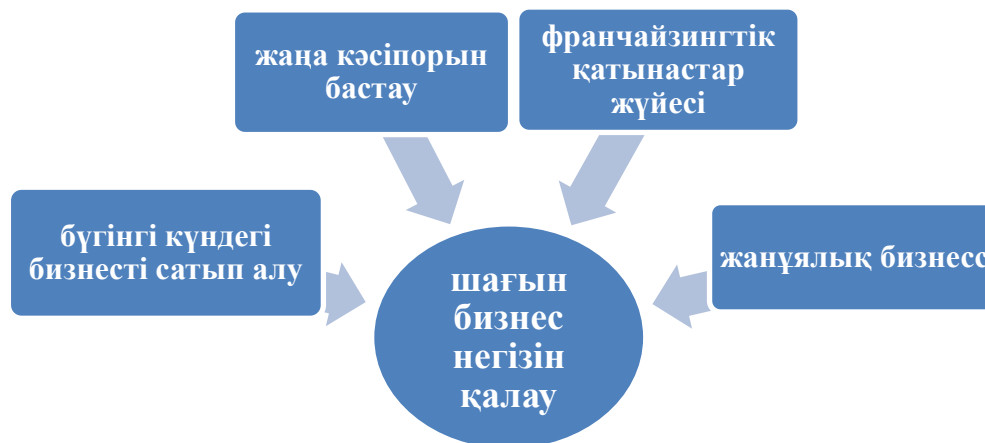 жаңа кәсіпорын
бастау
франчайзингтік
қатынастар
жүйесі
бүгінгі күндегі
бизнесті сатып алу
жанұялық бизнесс
шағын
бизнес
негізін
қалау